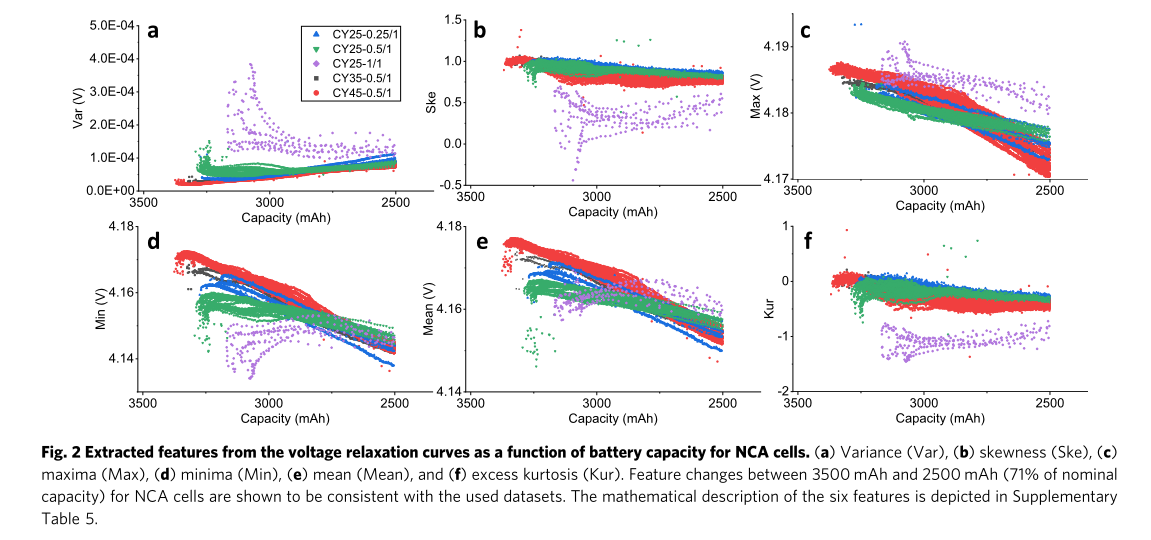 a
5.0E-04
4.0E-04
3.0E-04
2.0E-04
1.0E-04
0.0E+00
Var (V)
CY25-0.25/1
CY25-0.5/1
CY25-1/1
CY35-0.5/1
CY45-0.5/1
3500
3000
2500
Capacity (mAh)
b
1.5
1.0
0.5
0.0
-0.5
Ske
3500
3000
2500
Capacity (mAh)
c
4.19
4.18
4.17
Max (V)
3500
3000
2500
Capacity (mAh)
d
4.18
4.16
4.14
Min (V)
3500
3000
2500
Capacity (mAh)
e
4.18
4.16
4.14
Mean (V)
3500
3000
2500
Capacity (mAh)
f
1
0
-1
-2
Kur
3500
3000
2500
Capacity (mAh)
Fig. 2 Extracted features from the voltage relaxation curves as a function of battery capacity for NCA cells. (a) Variance (Var), (b) skewness (Ske), (c)
maxima (Max), (d) minima (Min), (e) mean (Mean), and (f) excess kurtosis (Kur). Feature changes between 3500 mAh and 2500 mAh (71% of nominal
capacity) for NCA cells are shown to be consistent with the used datasets. The mathematical description of the six features is depicted in Supplementary
Table 5.